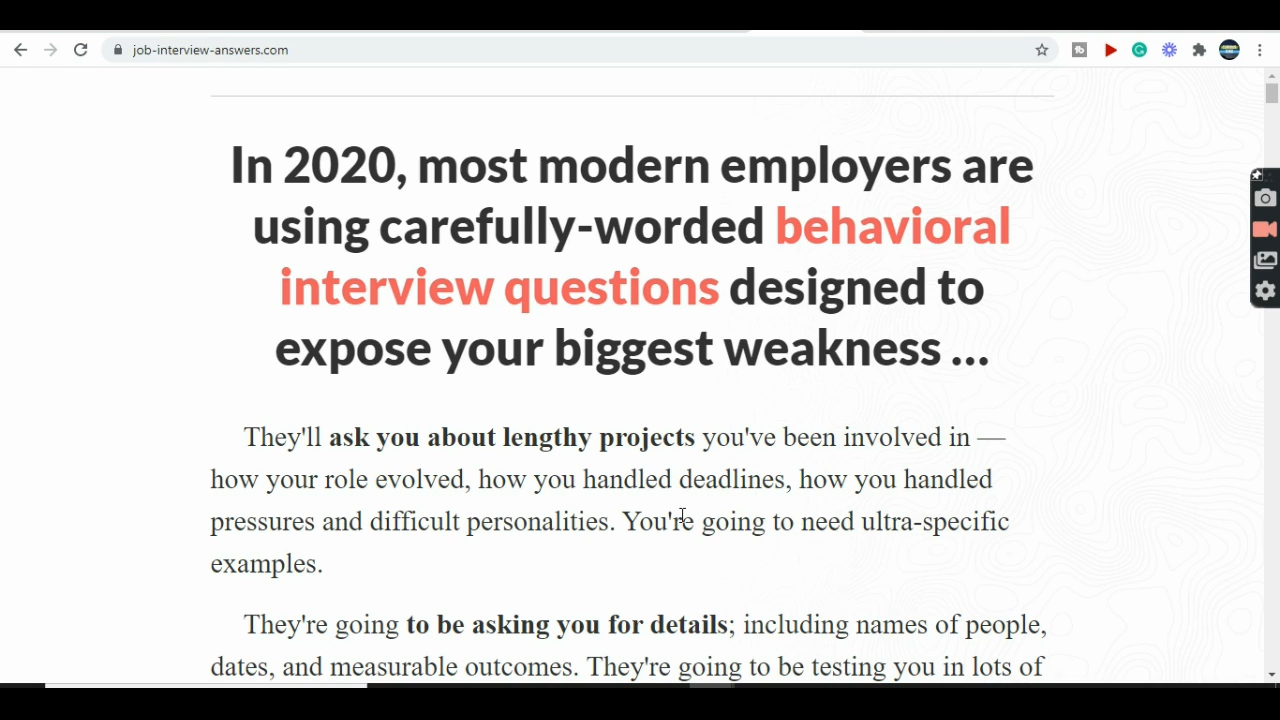 job-interview-answers.com
In 2020, most modern employers are
using carefully-worded behavioral
interview questions designed to
expose your biggest weakness ...
They'll ask you about lengthy projects you've been involved in —
how your role evolved, how you handled deadlines, how you handled
pressures and difficult personalities. You're going to need ultra-specific
examples.
They're going to be asking you for details; including names of people,
dates, and measurable outcomes. They're going to be testing you in lots of